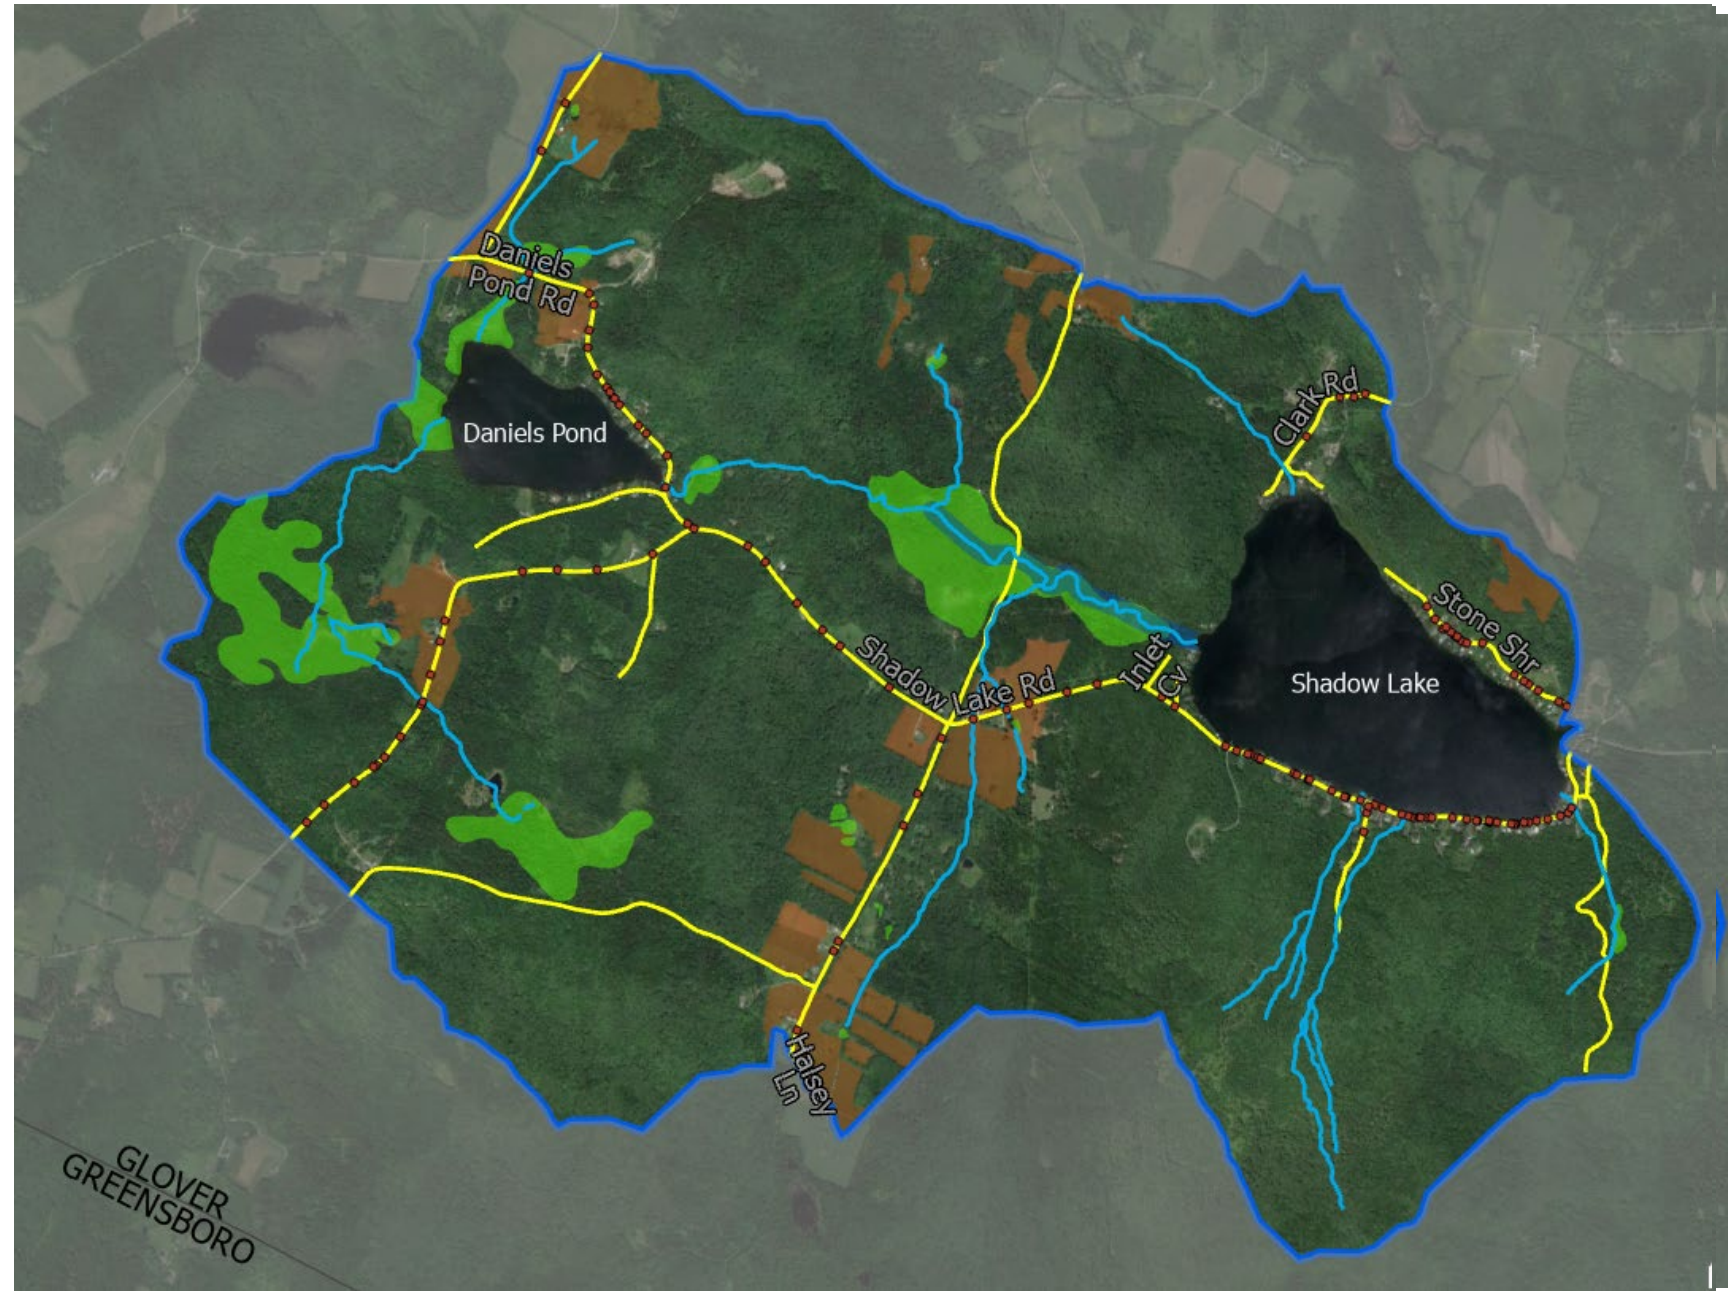 Daniels
Pond Rd
Clark Rd
Daniels Pond
Stone Shr
Shadow Lake Rd
Inlet
Cv
Shadow Lake
Halsey
Ln
GLOVER
GREENSBORO